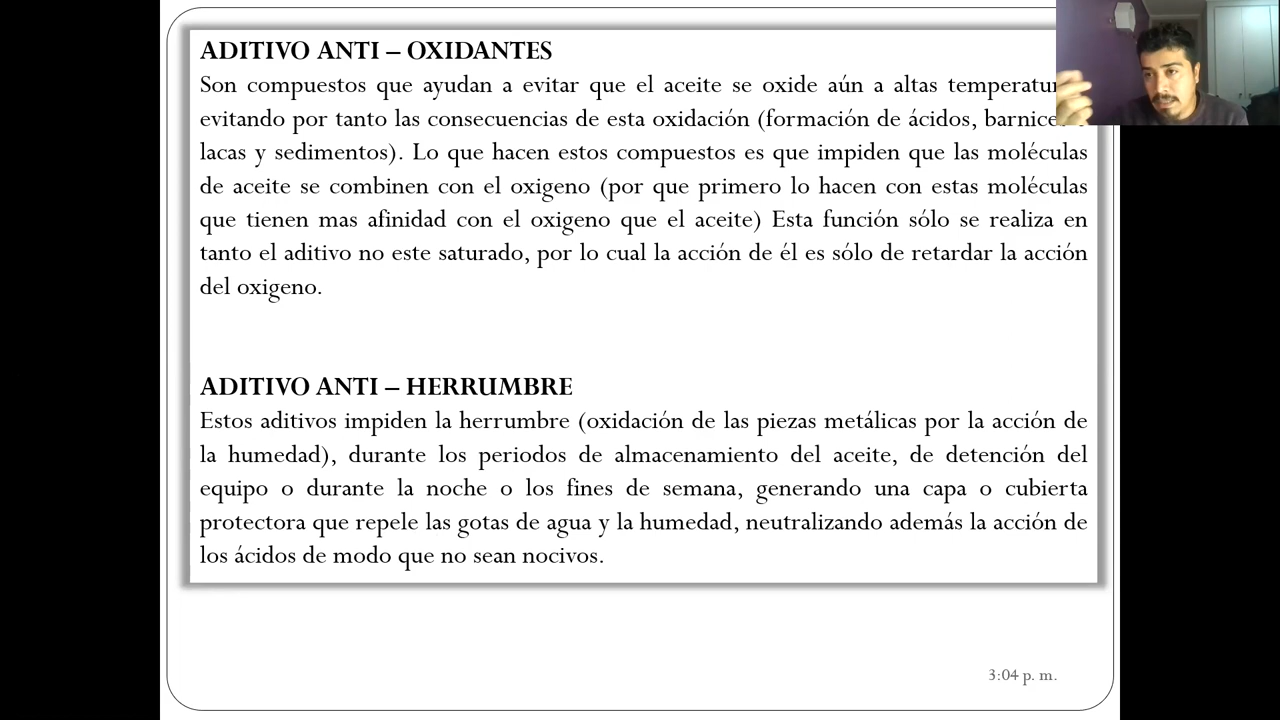 ADITIVO ANTI – OXIDANTES
Son compuestos que ayudan a evitar que el aceite se oxide aún a altas
evitando por tanto las consecuencias de esta oxidación (formación de ácidos,
lacas y sedimentos). Lo que hacen estos compuestos es que impiden que las moléculas
de aceite se combinen con el oxigeno (por que primero lo hacen con estas moléculas
que tienen mas afinidad con el oxigeno que el aceite) Esta función sólo se realiza en
tanto el aditivo no este saturado, por lo cual la acción de él es sólo de retardar la acción
del oxigeno.
ADITIVO ANTI – HERRUMBRE
Estos aditivos impiden la herrumbre (oxidación de las piezas metálicas por la acción de
la humedad), durante los periodos de almacenamiento del aceite, de detención del
equipo o durante la noche o los fines de semana, generando una capa o cubierta
protectora que repele las gotas de agua y la humedad, neutralizando además la acción de
los ácidos de modo que no sean nocivos.
3:04 p. m.